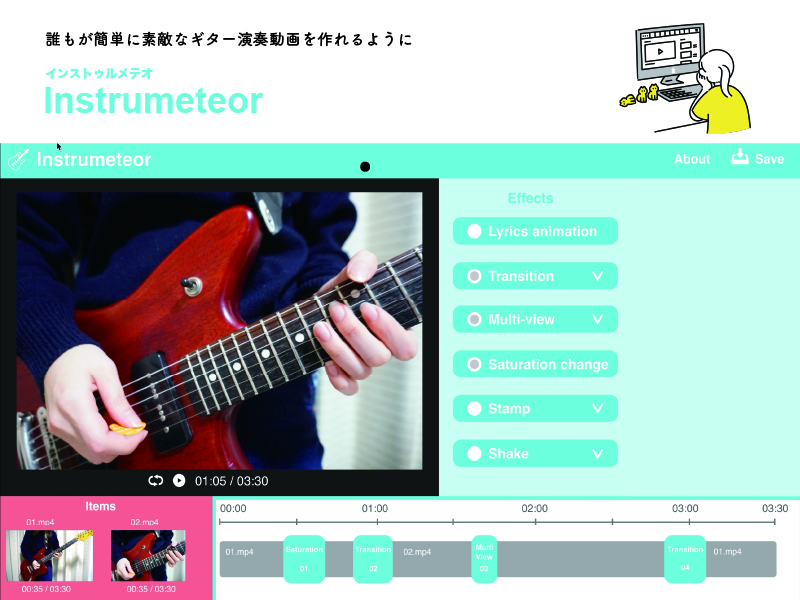 誰もが簡単に素敵なギター演奏動画を作れるように
インストゥルメテオ
Instrumeteor
Instrumeteor
About
Save
Effects
Lyrics animation
Transition
Multi-view
Saturation change
Stamp
Shake
01:05 / 03:30
Items
01.mp4
02.mp4
00:35 / 03:30
00:35 / 03:30
00:00
01:00
02:00
03:00
03:30
01.mp4
Saturation
01
Transition
02
02.mp4
Multi
View
03
Transition
04
01.mp4